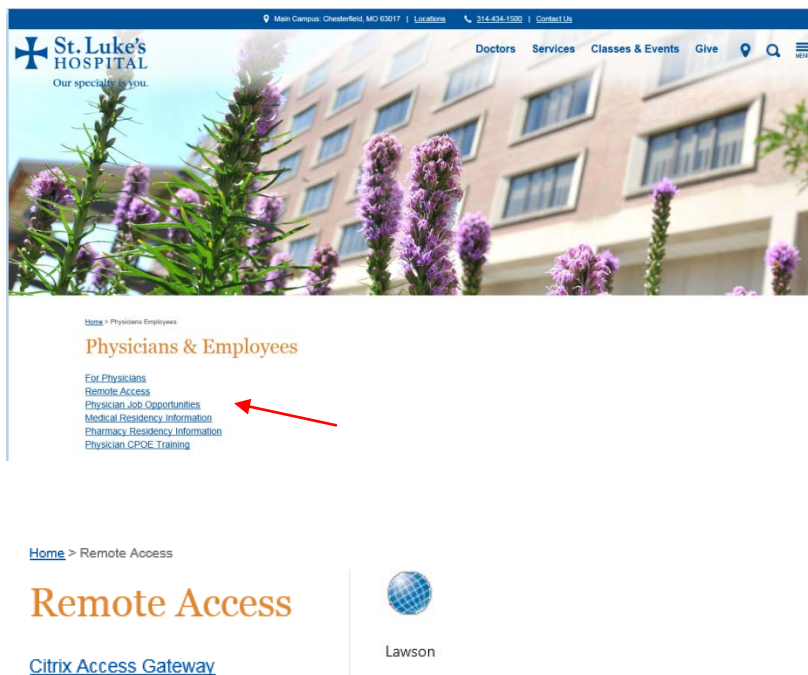 Main Campus: Chesterfield, MO 63017 | Locations 314-434-1500 | Contact Us
St. Luke's
HOSPITAL
Our specialty is you.
Doctors Services Classes & Events Give MENU
Home > Physicians Employees
Physicians & Employees
For Physicians
Remote Access
Physician Job Opportunities
Medical Residency Information
Pharmacy Residency Information
Physician CPOE Training
Home > Remote Access
Remote Access
Citrix Access Gateway
Lawson